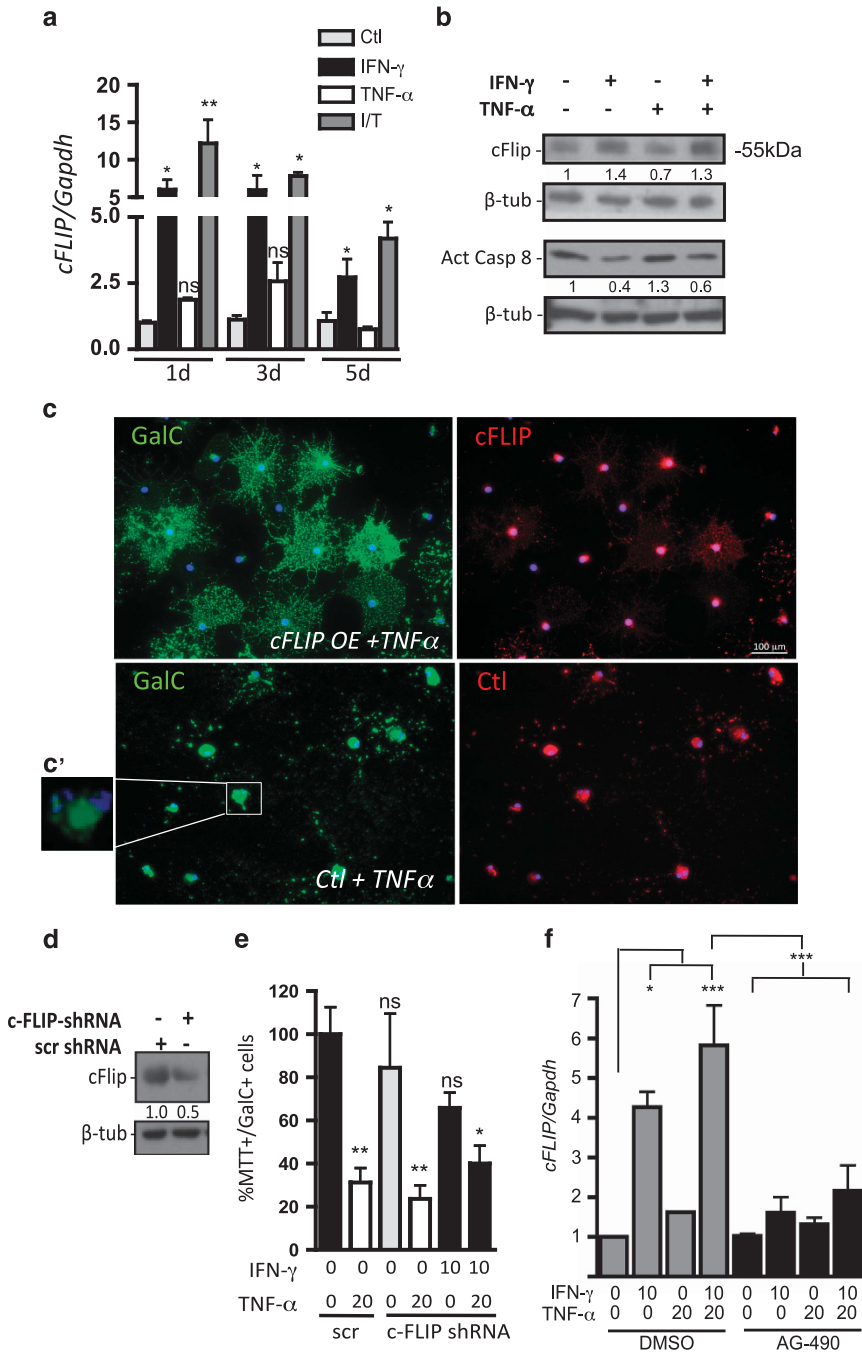 a
Ctl
IFN-γ
TNF-α
I/T
cFLIP/Gapdh
20
15
10
5
5.0
2.5
0.0
*
**
ns
*
*
ns
*
*
1d 3d 5d
b
IFN-γ - + - +
TNF-α - - + +
cFlip - -55kDa
1 1.4 0.7 1.3
β-tub -
Act Casp 8 -
1 0.4 1.3 0.6
β-tub -
c
GalC
cFLIP OE +TNFα
cFLIP
100 μm
GalC
Ctl + TNFα
Ctl
c'
d
c-FLIP-shRNA - +
scr shRNA + -
cFlip -
1.0 0.5
β-tub -
e
%MTT+/GalC+ cells
120
100
80
60
40
20
0
**
ns
**
ns
*
IFN-γ 0 0 0 0 10 10
TNF-α 0 20 0 20 0 20
scr c-FLIP shRNA
f
cFLIP/Gapdh
7
6
5
4
3
2
1
*
***
***
IFN-γ 0 10 0 10 0 10 0 10
TNF-α 0 0 20 20 0 0 20 20
DMSO AG-490